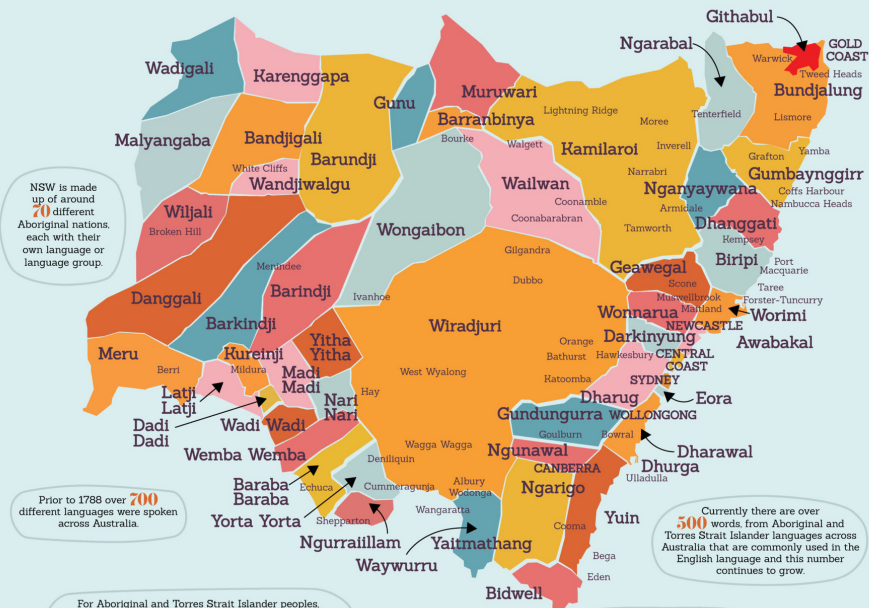 Githabul
Ngarabal
GOLD
COAST
Warwick
Tweed Heads
Bundjalung
Wadigali
Karenggapa
Gunu
Muruwari
Barranbinya
Lightning Ridge
Moree
Tenterfield
Lismore
Malyangaba
Bandjigali
Barundji
Bourke
Walgett
Kamilaroi
Inverell
Grafton
Yamba
Gumbaynggirr
White Cliffs
Wandjiwalgu
Wailwan
Narrabri
Nganyaywana
Coffs Harbour
Nambucca Heads
NSW is made
up of around
70 different
Aboriginal nations,
each with their
own language or
language group.
Wiljali
Broken Hill
Wongaibon
Coonamble
Coonabarabran
Armidale
Tamworth
Dhanggati
Kempsey
Gilgandra
Biripi
Port
Macquarie
Menindee
Danggali
Barindji
Ivanhoe
Dubbo
Geawegal
Scone
Taree
Forster-Tuncurry
Muswellbrook
Maitland
Worimi
Barkindji
Wiradjuri
Wonnarua
NEWCASTLE
Awabakal
Darkinyung
Meru
Kureinji
Yitha
Yitha
Orange
Bathurst
Hawkesbury
CENTRAL
COAST
Berri
Mildura
Madi
Madi
West Wyalong
Katoomba
SYDNEY
Latji
Latji
Hay
Dharug
Eora
Dadi
Dadi
Nari
Nari
Gundungurra
WOLLONGONG
Wadi Wadi
Goulburn
Bowral
Wemba Wemba
Wagga Wagga
Ngunawal
Dharawal
Dhurga
CANBERRA
Ulladulla
Baraba
Baraba
Echuca
Deniliquin
Cummeragunja
Albury
Wodonga
Ngarigo
Prior to 1788 over 700
different languages were spoken
across Australia.
Yorta Yorta
Shepparton
Wangaratta
Cooma
Yuin
Currently there are over
500 words, from Aboriginal and
Torres Strait Islander languages across
Australia that are commonly used in the
English language and this number
continues to grow.
Ngurraiillam
Yaitmathang
Waywurru
Bega
Eden
Bidwell
For Aboriginal and Torres Strait Islander peoples,